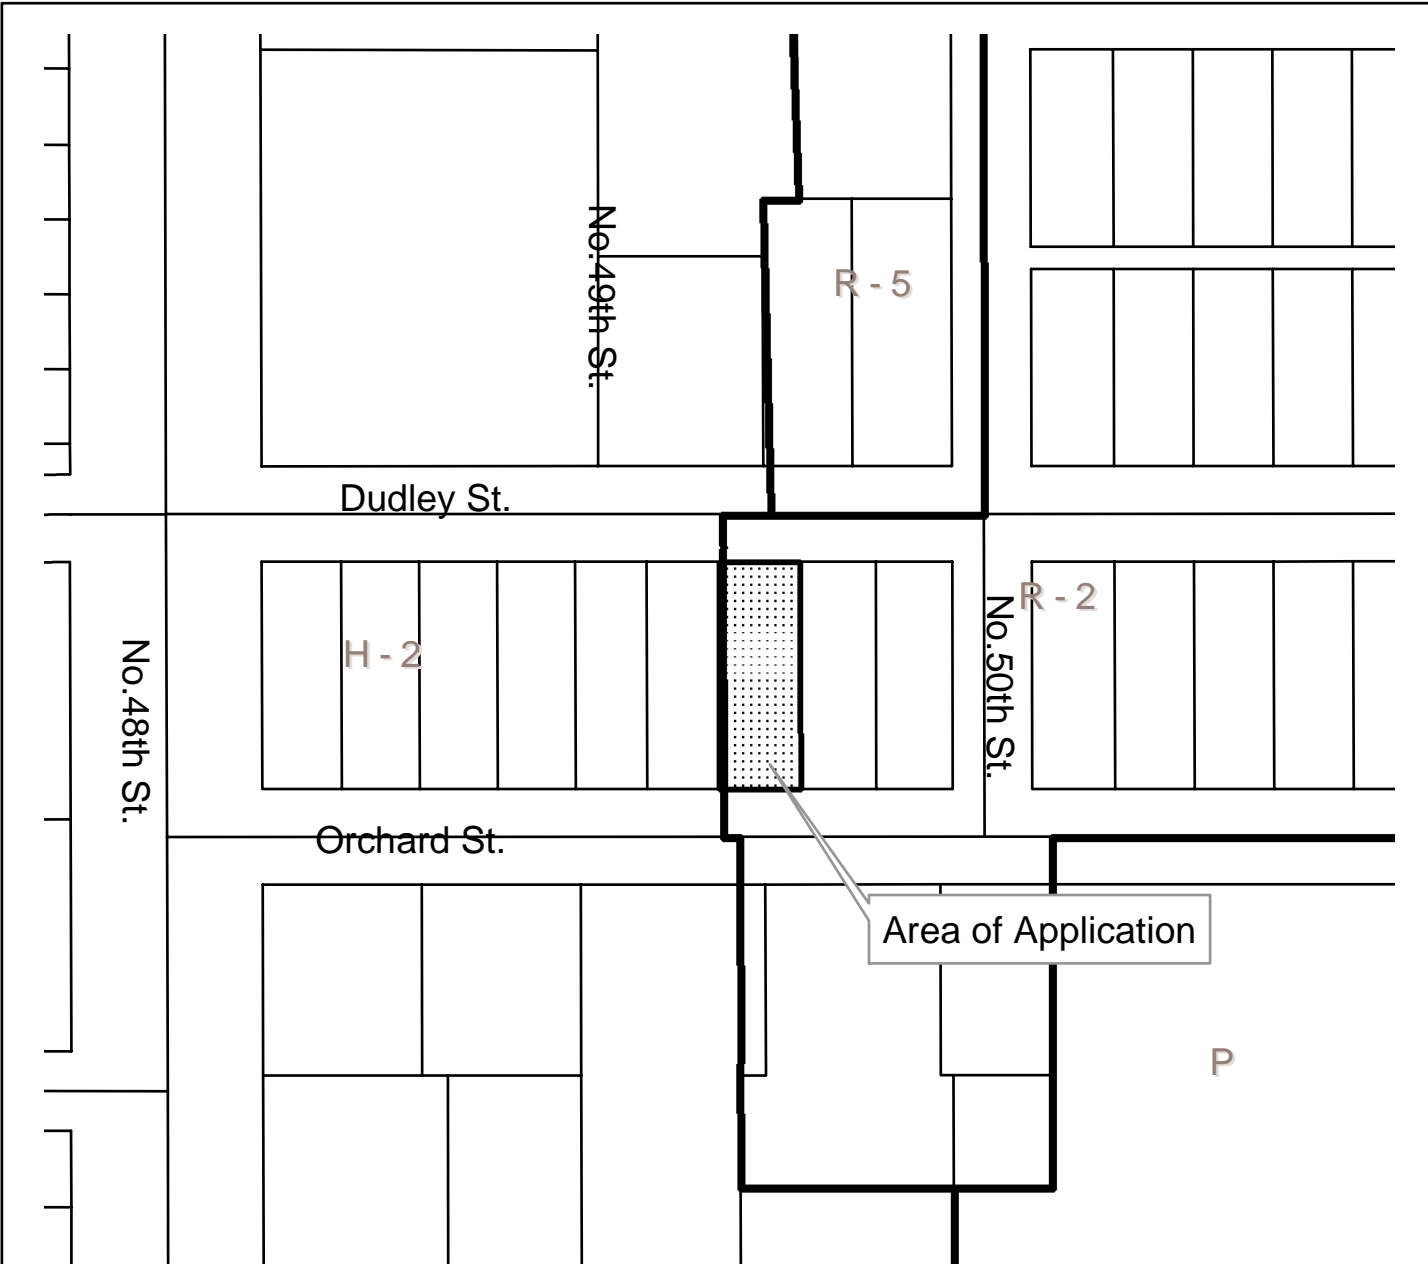 No.49th St.
R - 5
Dudley St.
R - 2
No.50th St.
H - 2
No.48th St.
Orchard St.
Area of Application
P